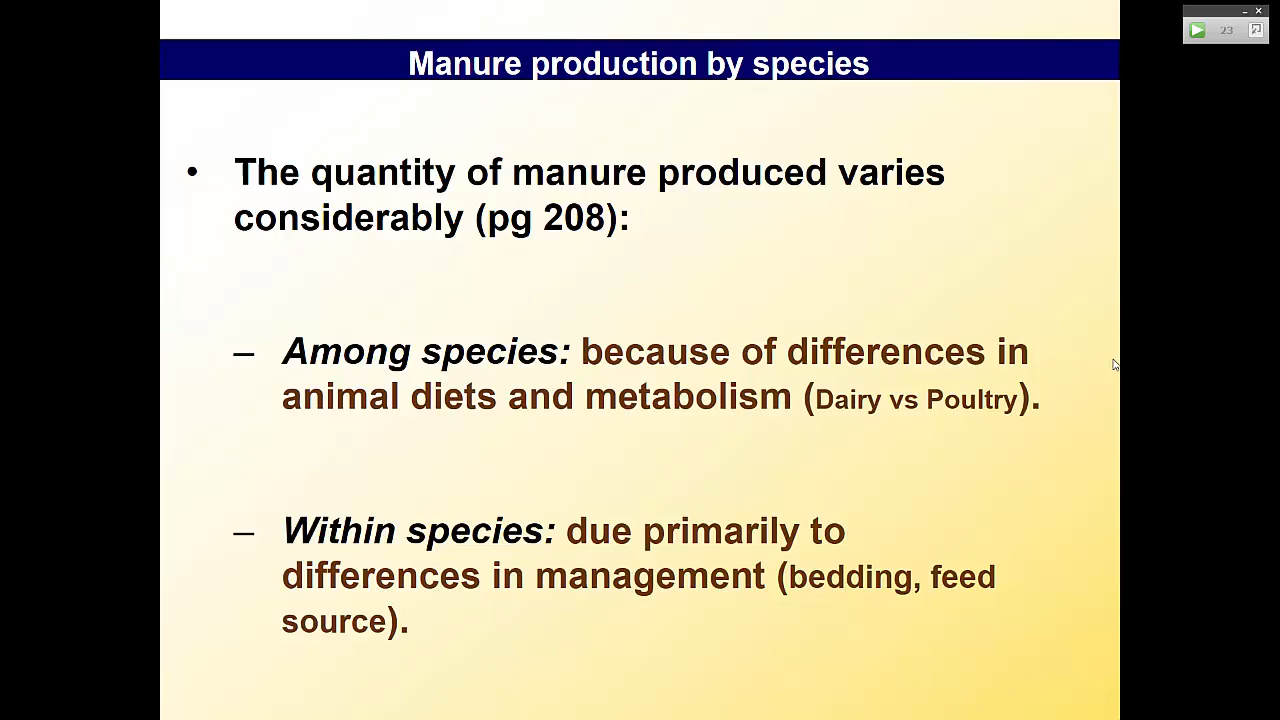 Manure production by species
23
• The quantity of manure produced varies
considerably (pg 208):
– Among species: because of differences in
animal diets and metabolism (Dairy vs Poultry).
– Within species: due primarily to
differences in management (bedding, feed
source).